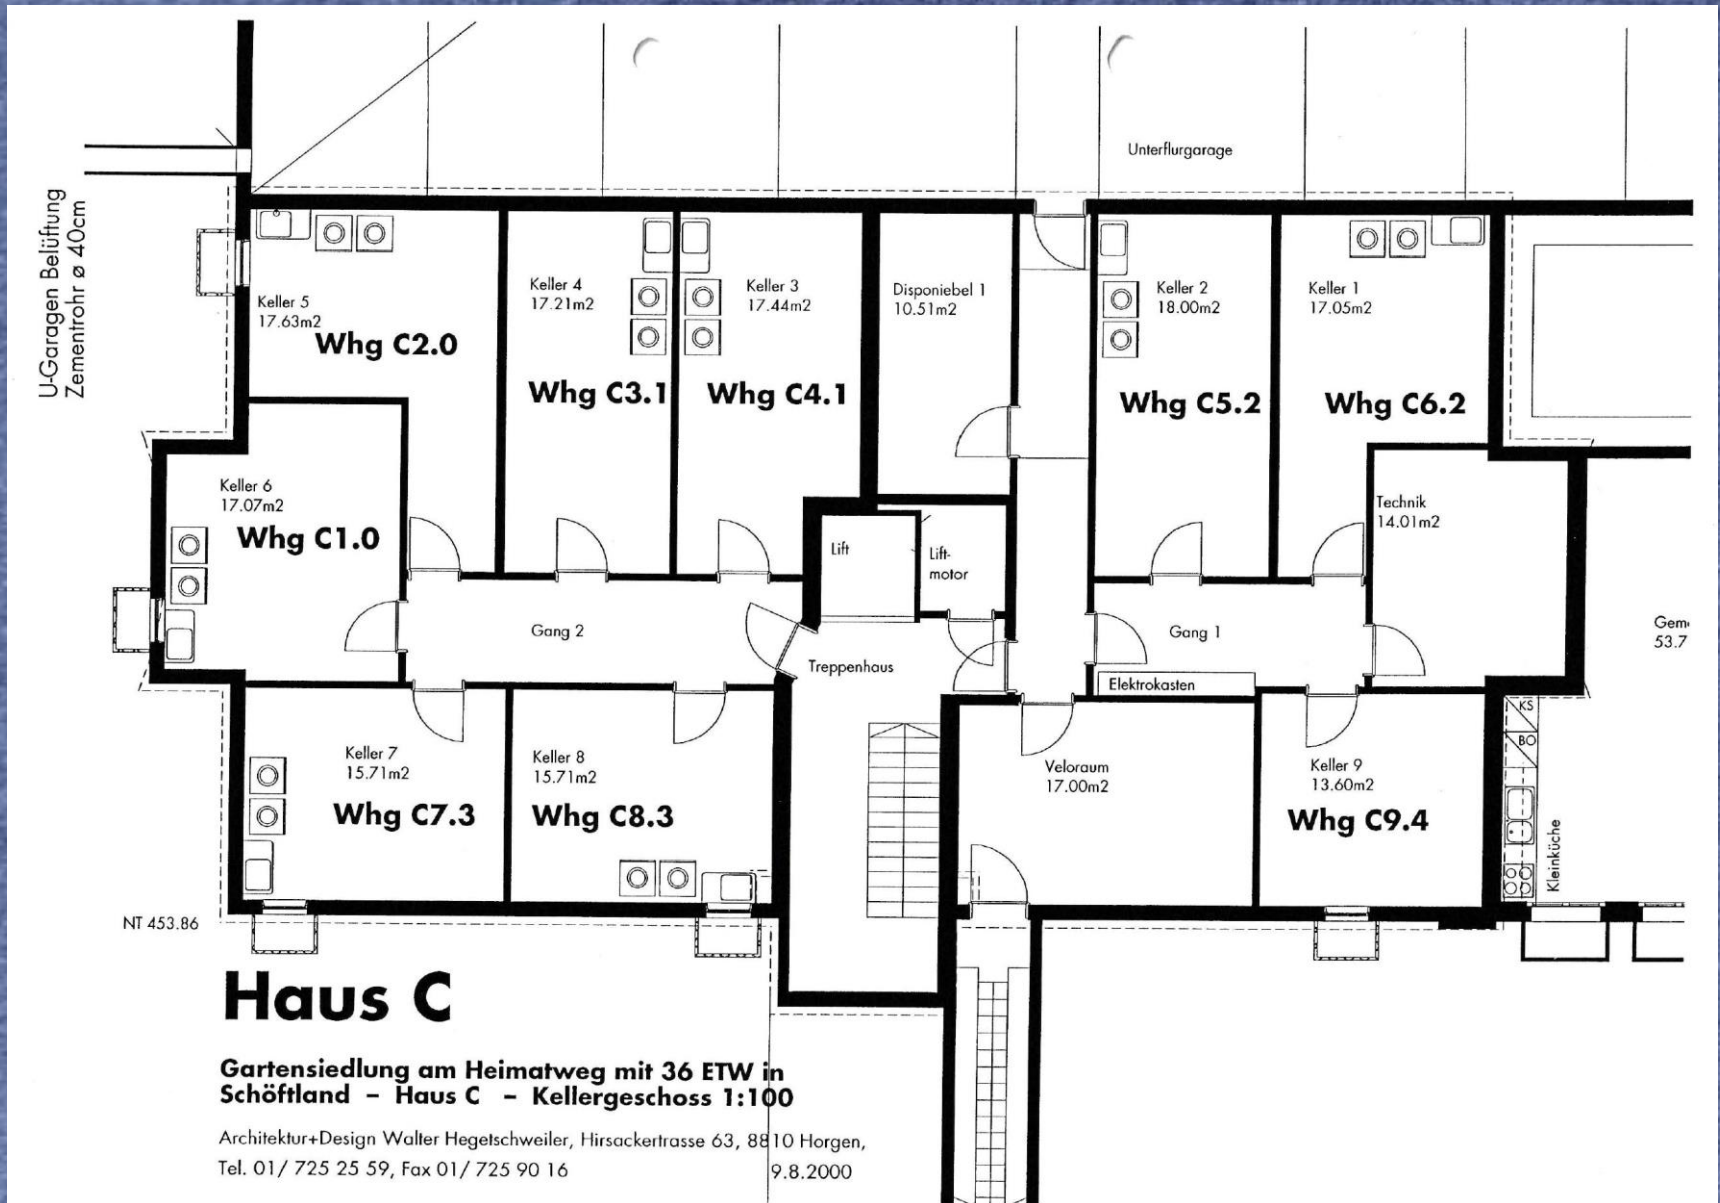 Unterflurgarage
U-Garagen Belüftung
Zementrohr ø 40cm
Keller 5
17.63m2
Whg C2.0
Keller 4
17.21m2
Whg C3.1
Keller 3
17.44m2
Whg C4.1
Disponiebel 1
10.51m2
Keller 2
18.00m2
Whg C5.2
Keller 1
17.05m2
Whg C6.2
Keller 6
17.07m2
Whg C1.0
Technik
14.01m2
Lift
Lift-
motor
Gang 2
Treppenhaus
Gang 1
Elektrokasten
Gem
53.7
Keller 7
15.71m2
Whg C7.3
Keller 8
15.71m2
Whg C8.3
Veloraum
17.00m2
Keller 9
13.60m2
Whg C9.4
KS
BO
Kleinküche
NT 453.86
Haus C
Gartensiedlung am Heimatweg mit 36 ETW in
Schöftland – Haus C – Kellergeschoss 1:100
Architektur+Design Walter Hegetschweiler, Hirsackertrasse 63, 8810 Horgen,
Tel. 01/ 725 25 59, Fax 01/ 725 90 16 9.8.2000